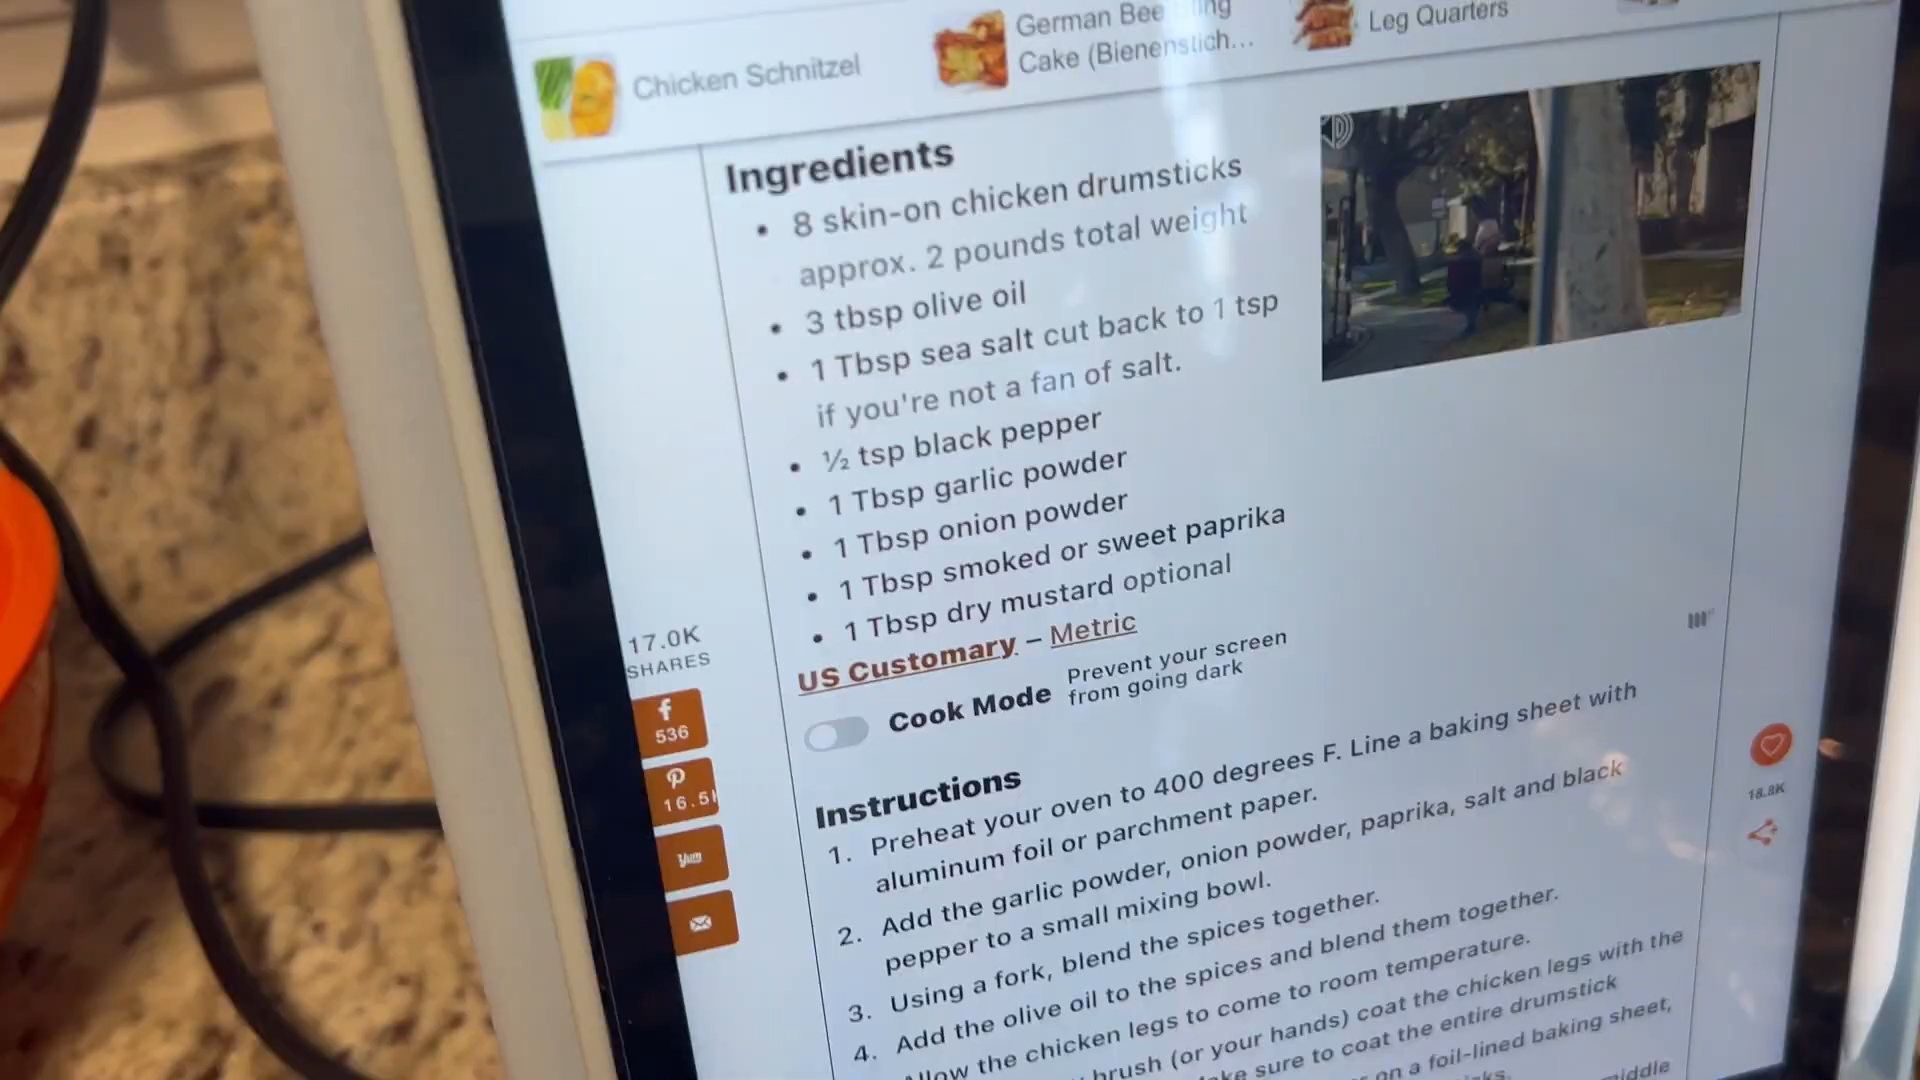 German Bee
Cake (Bienenstich...
Leg Quarters
Chicken Schnitzel
Ingredients
• 8 skin-on chicken drumsticks
approx. 2 pounds total weight
• 3 tbsp olive oil
• 1 Tbsp sea salt cut back to 1 tsp
if you're not a fan of salt.
• ½ tsp black pepper
• 1 Tbsp garlic powder
• 1 Tbsp onion powder
• 1 Tbsp smoked or sweet paprika
• 1 Tbsp dry mustard optional
US Customary – Metric
Cook Mode Prevent your screen
from going dark
17.0K
SHARES
536
16.5
Yum
Instructions
1. Preheat your oven to 400 degrees F. Line a baking sheet with
aluminum foil or parchment paper.
2. Add the garlic powder, onion powder, paprika, salt and black
pepper to a small mixing bowl.
3. Using a fork, blend the spices together.
4. Add the olive oil to the spices and blend them together.
the chicken legs to come to room temperature.
brush (or your hands) coat the chicken legs with the
sure to coat the entire drumstick
on a foil-lined baking sheet,
18.8K